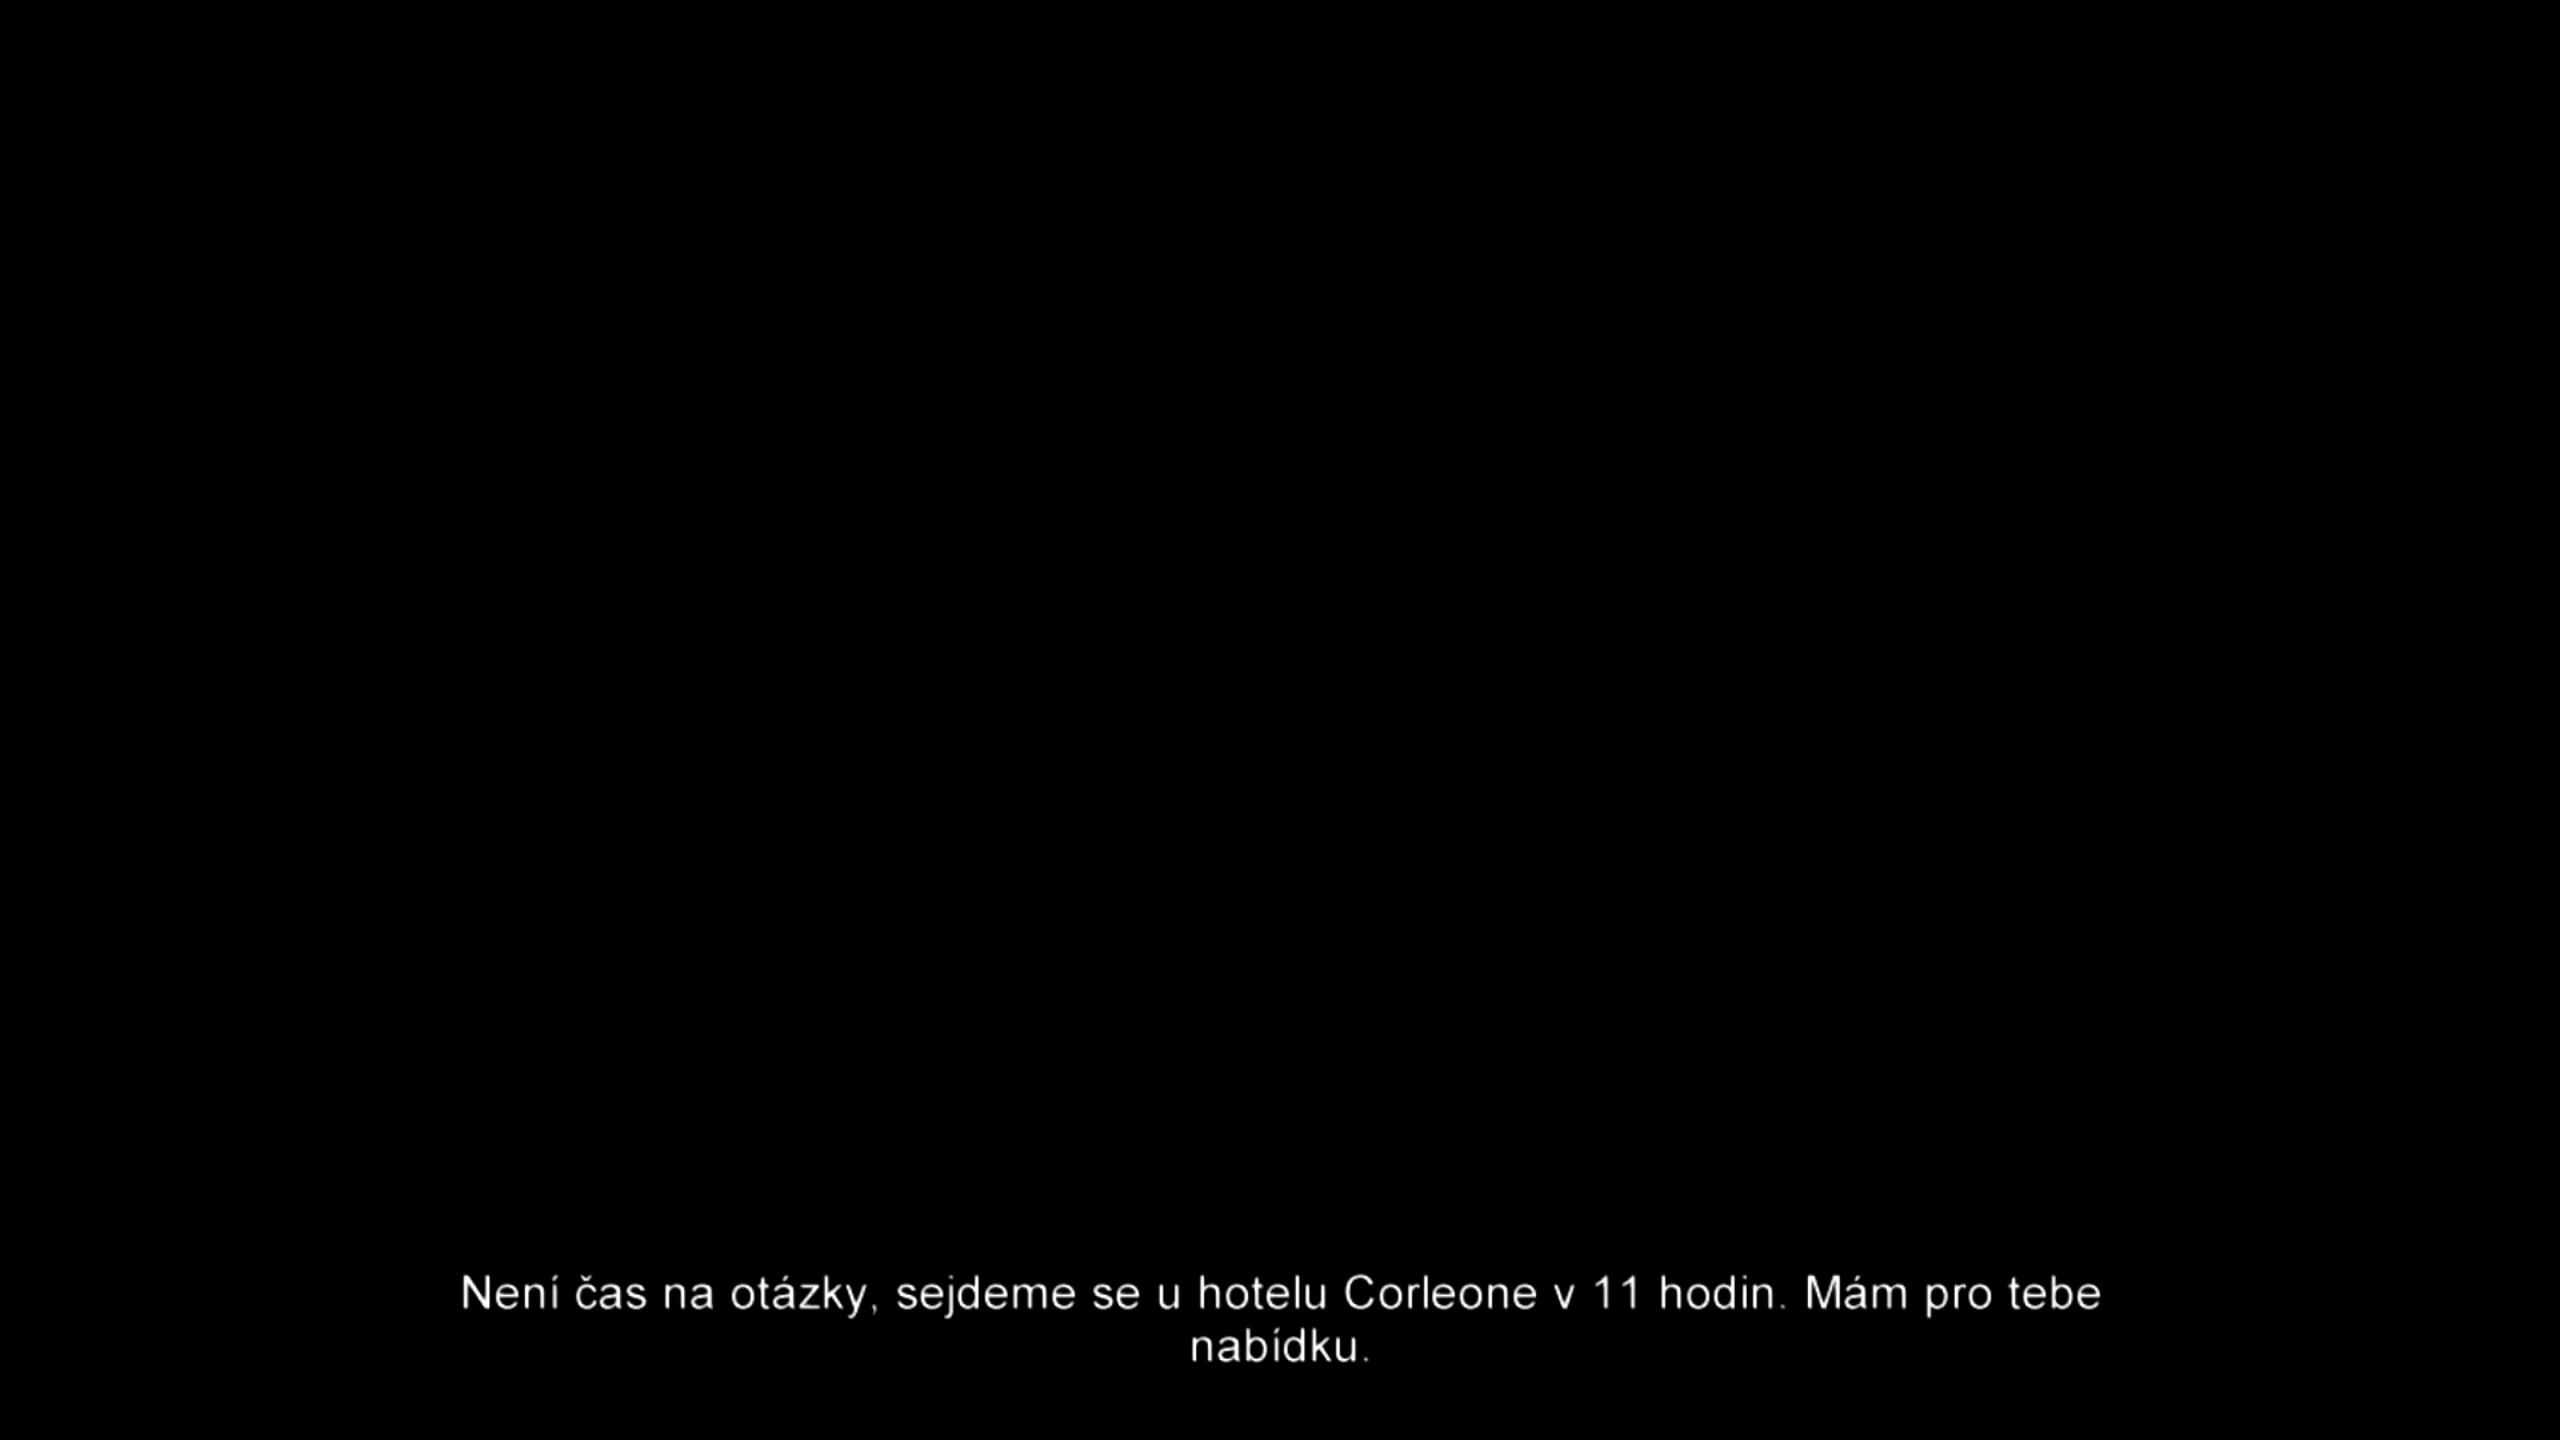 Není čas na otázky, sejdeme se u hotelu Corleone v 11 hodin. Mám pro tebe
nabídku.